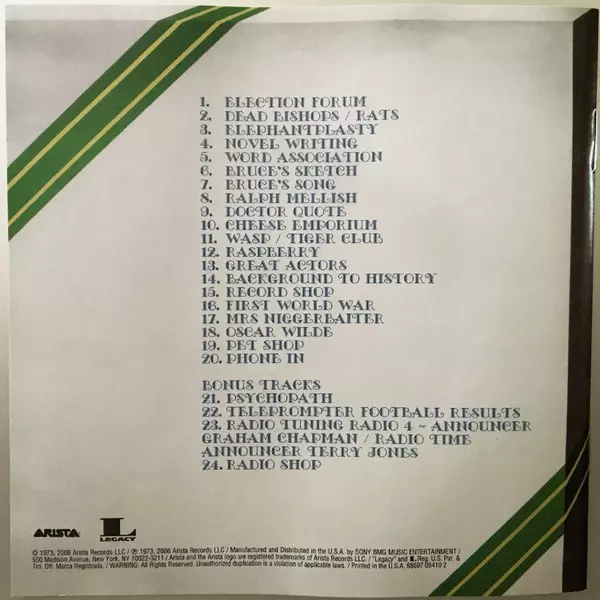 1. ELECTION FORUM
2. DEAD BISHOPS / RATS
3. ELEPHANTPLASTY
4. NOVEL WRITING
5. WORD ASSOCIATION
6. BRUCE'S SKETCH
7. BRUCE'S SONG
8. RALPH MELLISH
9. DOCTOR QUOTE
10. CHEESE EMPORIUM
11. WASP / TIGER CLUB
12. RASPBERRY
13. GREAT ACTORS
14. BACKGROUND TO HISTORY
15. RECORD SHOP
16. FIRST WORLD WAR
17. MRS NIGGERBAITER
18. OSCAR WILDE
19. PET SHOP
20. PHONE IN
BONUS TRACKS
21. PSYCHOPATH
22. TELEPROMPTER FOOTBALL RESULTS
23. RADIO TUNING RADIO 4 ~ ANNOUNCER
GRAHAM CHAPMAN / RADIO TIME
ANNOUNCER TERRY JONES
24. RADIO SHOP
ARISTA L LEGACY
© 1973, 2006 Arista Records LLC / ℗ 1973, 2006 Arista Records LLC / Manufactured and Distributed in the U.S.A. by SONY BMG MUSIC ENTERTAINMENT /
550 Madison Avenue, New York, NY 10022-3211 / Arista and the Arista logo are registered trademarks of Arista Records LLC. / "Legacy" and L, Reg. U.S. Pat. &
Tm. Off. Marca Registrada. / WARNING: All Rights Reserved. Unauthorized duplication is a violation of applicable laws. / Printed in the U.S.A. 88697 08410 2